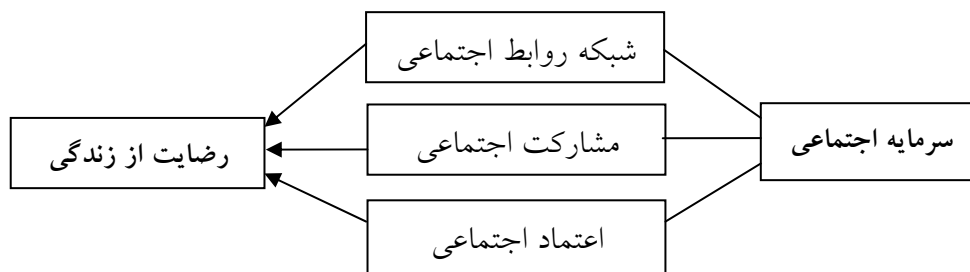 شبکه روابط اجتماعی
سرمایه اجتماعی
مشارکت اجتماعی
رضایت از زندگی
اعتماد اجتماعی